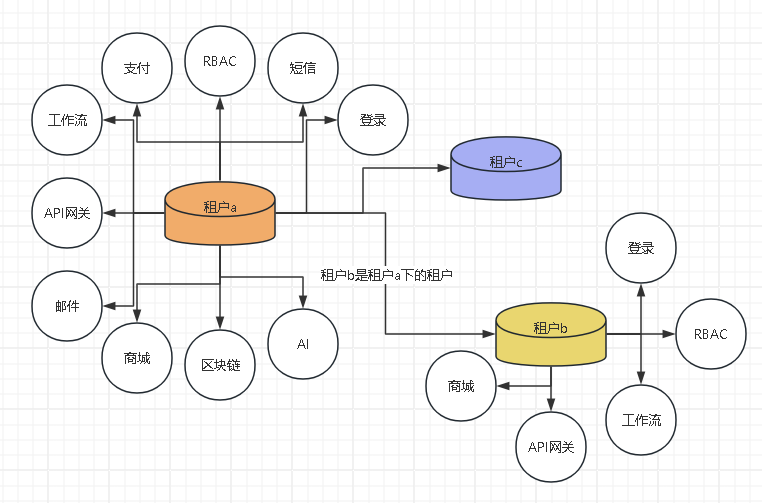 支付
RBAC
短信
工作流
登录
租户c
API网关
租户a
登录
租户b是租户a下的租户
邮件
租户b
RBAC
商城
区块链
AI
商城
工作流
API网关